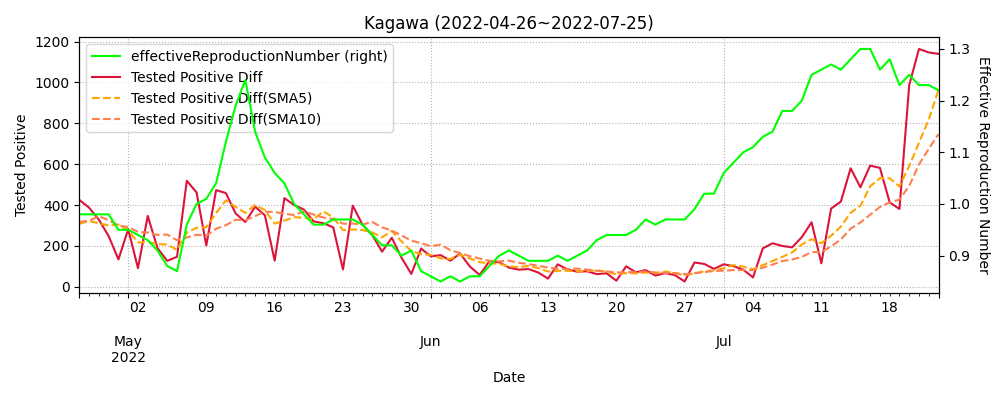 Kagawa (2022-04-26~2022-07-25)
effectiveReproductionNumber (right)
Tested Positive Diff
Tested Positive Diff(SMA5)
Tested Positive Diff(SMA10)
Tested Positive
1200
1000
800
600
400
200
0
1.3
1.2
1.1
1.0
0.9
Effective Reproduction Number
02 09 16 23 30 06 13 20 27 04 11 18
May Jun Jul
2022
Date